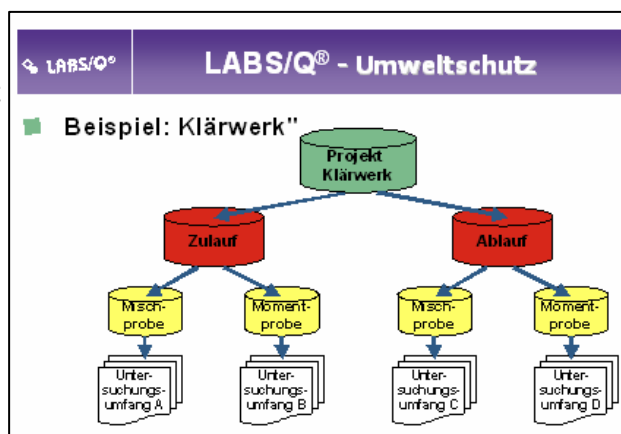 LABS/Q®
LABS/Q® - Umweltschutz
Beispiel: Klärwerk"
Projekt
Klärwerk
Zulauf
Ablauf
Misch-
probe
Moment-
probe
Misch-
probe
Moment-
probe
Unter-
suchungs-
umfang A
Unter-
suchungs-
umfang B
Unter-
suchungs-
umfang C
Unter-
suchungs-
umfang D